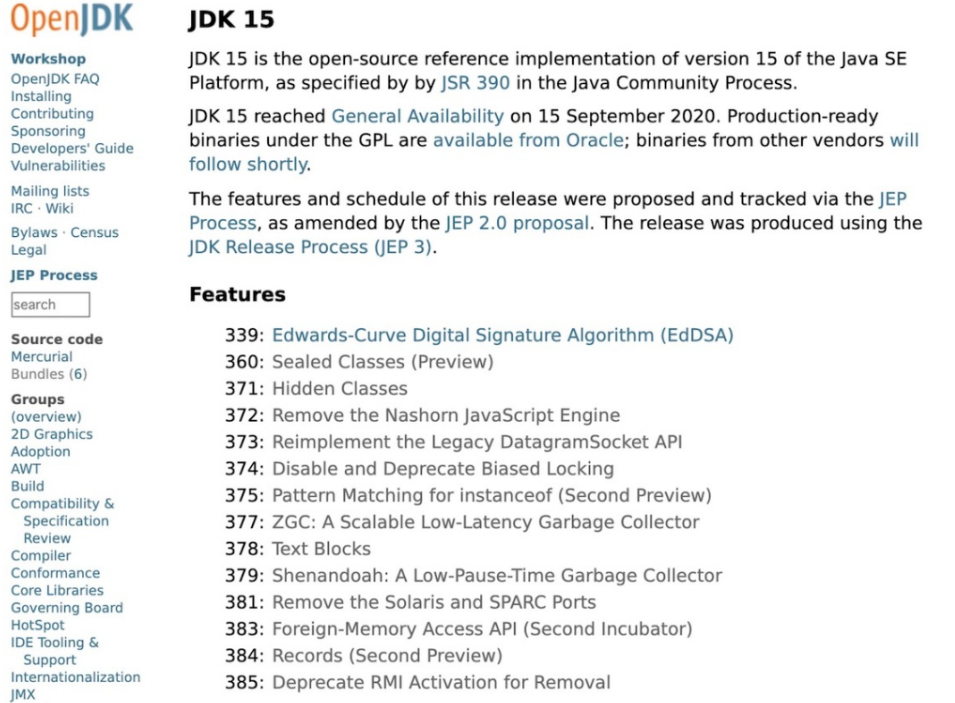 OpenJDK
Workshop
OpenJDK FAQ
Installing
Contributing
Sponsoring
Developers' Guide
Vulnerabilities
Mailing lists
IRC · Wiki
Bylaws · Census
Legal
JEP Process
search
Source code
Mercurial
Bundles (6)
Groups
(overview)
2D Graphics
Adoption
AWT
Build
Compatibility &
Specification
Review
Compiler
Conformance
Core Libraries
Governing Board
HotSpot
IDE Tooling &
Support
Internationalization
JMX
JDK 15
JDK 15 is the open-source reference implementation of version 15 of the Java SE
Platform, as specified by by JSR 390 in the Java Community Process.
JDK 15 reached General Availability on 15 September 2020. Production-ready
binaries under the GPL are available from Oracle; binaries from other vendors will
follow shortly.
The features and schedule of this release were proposed and tracked via the JEP
Process, as amended by the JEP 2.0 proposal. The release was produced using the
JDK Release Process (JEP 3).
Features
339: Edwards-Curve Digital Signature Algorithm (EdDSA)
360: Sealed Classes (Preview)
371: Hidden Classes
372: Remove the Nashorn JavaScript Engine
373: Reimplement the Legacy DatagramSocket API
374: Disable and Deprecate Biased Locking
375: Pattern Matching for instanceof (Second Preview)
377: ZGC: A Scalable Low-Latency Garbage Collector
378: Text Blocks
379: Shenandoah: A Low-Pause-Time Garbage Collector
381: Remove the Solaris and SPARC Ports
383: Foreign-Memory Access API (Second Incubator)
384: Records (Second Preview)
385: Deprecate RMI Activation for Removal